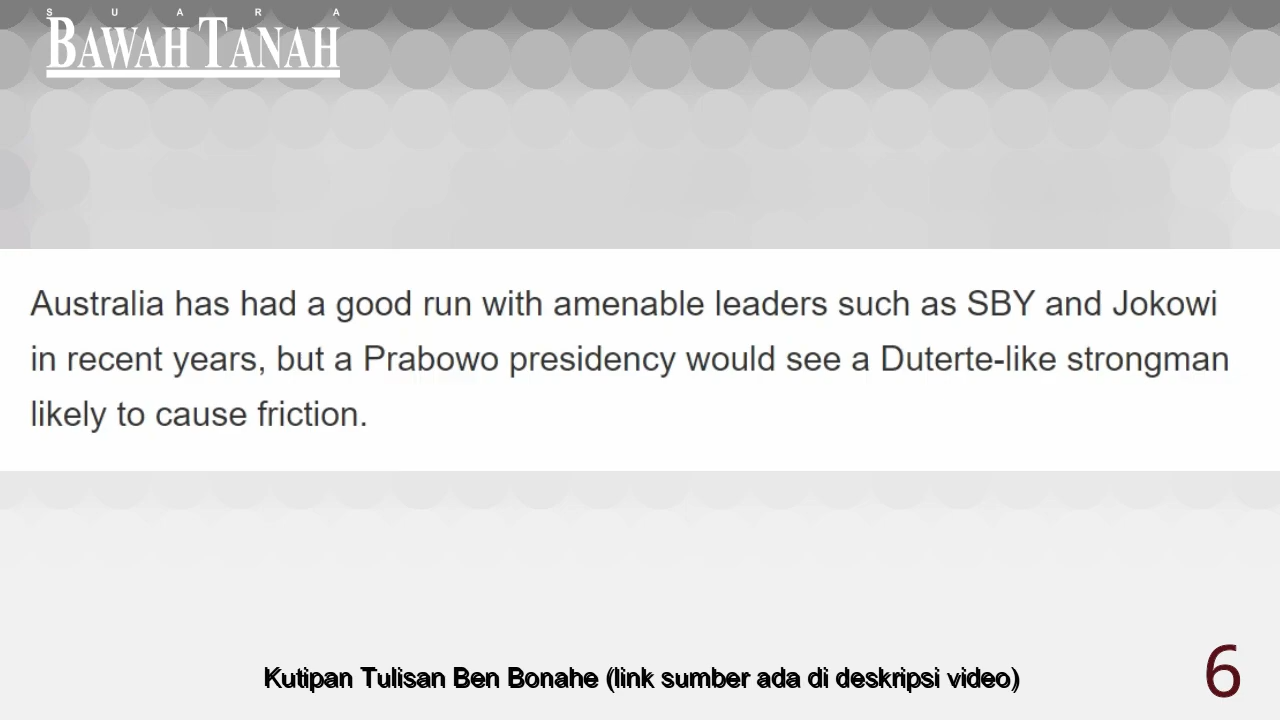 S U A R A
BAWAH TANAH
Australia has had a good run with amenable leaders such as SBY and Jokowi
in recent years, but a Prabowo presidency would see a Duterte-like strongman
likely to cause friction.
Kutipan Tulisan Ben Bonahe (link sumber ada di deskripsi video)
6